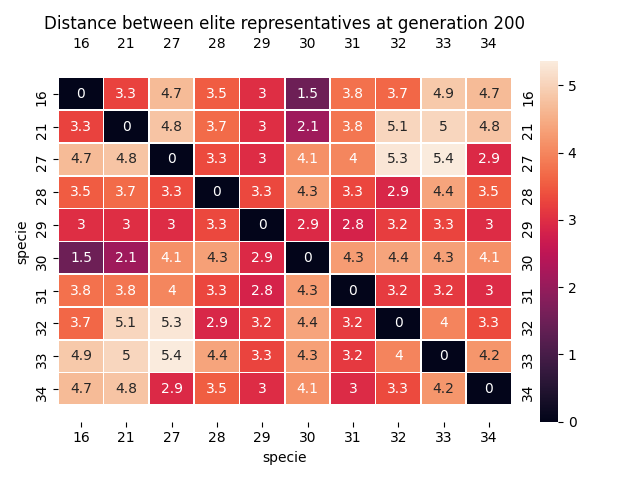 Distance between elite representatives at generation 200
16 21 27 28 29 30 31 32 33 34
16 0 3.3 4.7 3.5 3 1.5 3.8 3.7 4.9 4.7 16
21 3.3 0 4.8 3.7 3 2.1 3.8 5.1 5 4.8 21
27 4.7 4.8 0 3.3 3 4.1 4 5.3 5.4 2.9 27
28 3.5 3.7 3.3 0 3.3 4.3 3.3 2.9 4.4 3.5 28
29 3 3 3 3.3 0 2.9 2.8 3.2 3.3 3 29
30 1.5 2.1 4.1 4.3 2.9 0 4.3 4.4 4.3 4.1 30
31 3.8 3.8 4 3.3 2.8 4.3 0 3.2 3.2 3 31
32 3.7 5.1 5.3 2.9 3.2 4.4 3.2 0 4 3.3 32
33 4.9 5 5.4 4.4 3.3 4.3 3.2 4 0 4.2 33
34 4.7 4.8 2.9 3.5 3 4.1 3 3.3 4.2 0 34
16 21 27 28 29 30 31 32 33 34
specie
specie
5
4
3
2
1
0